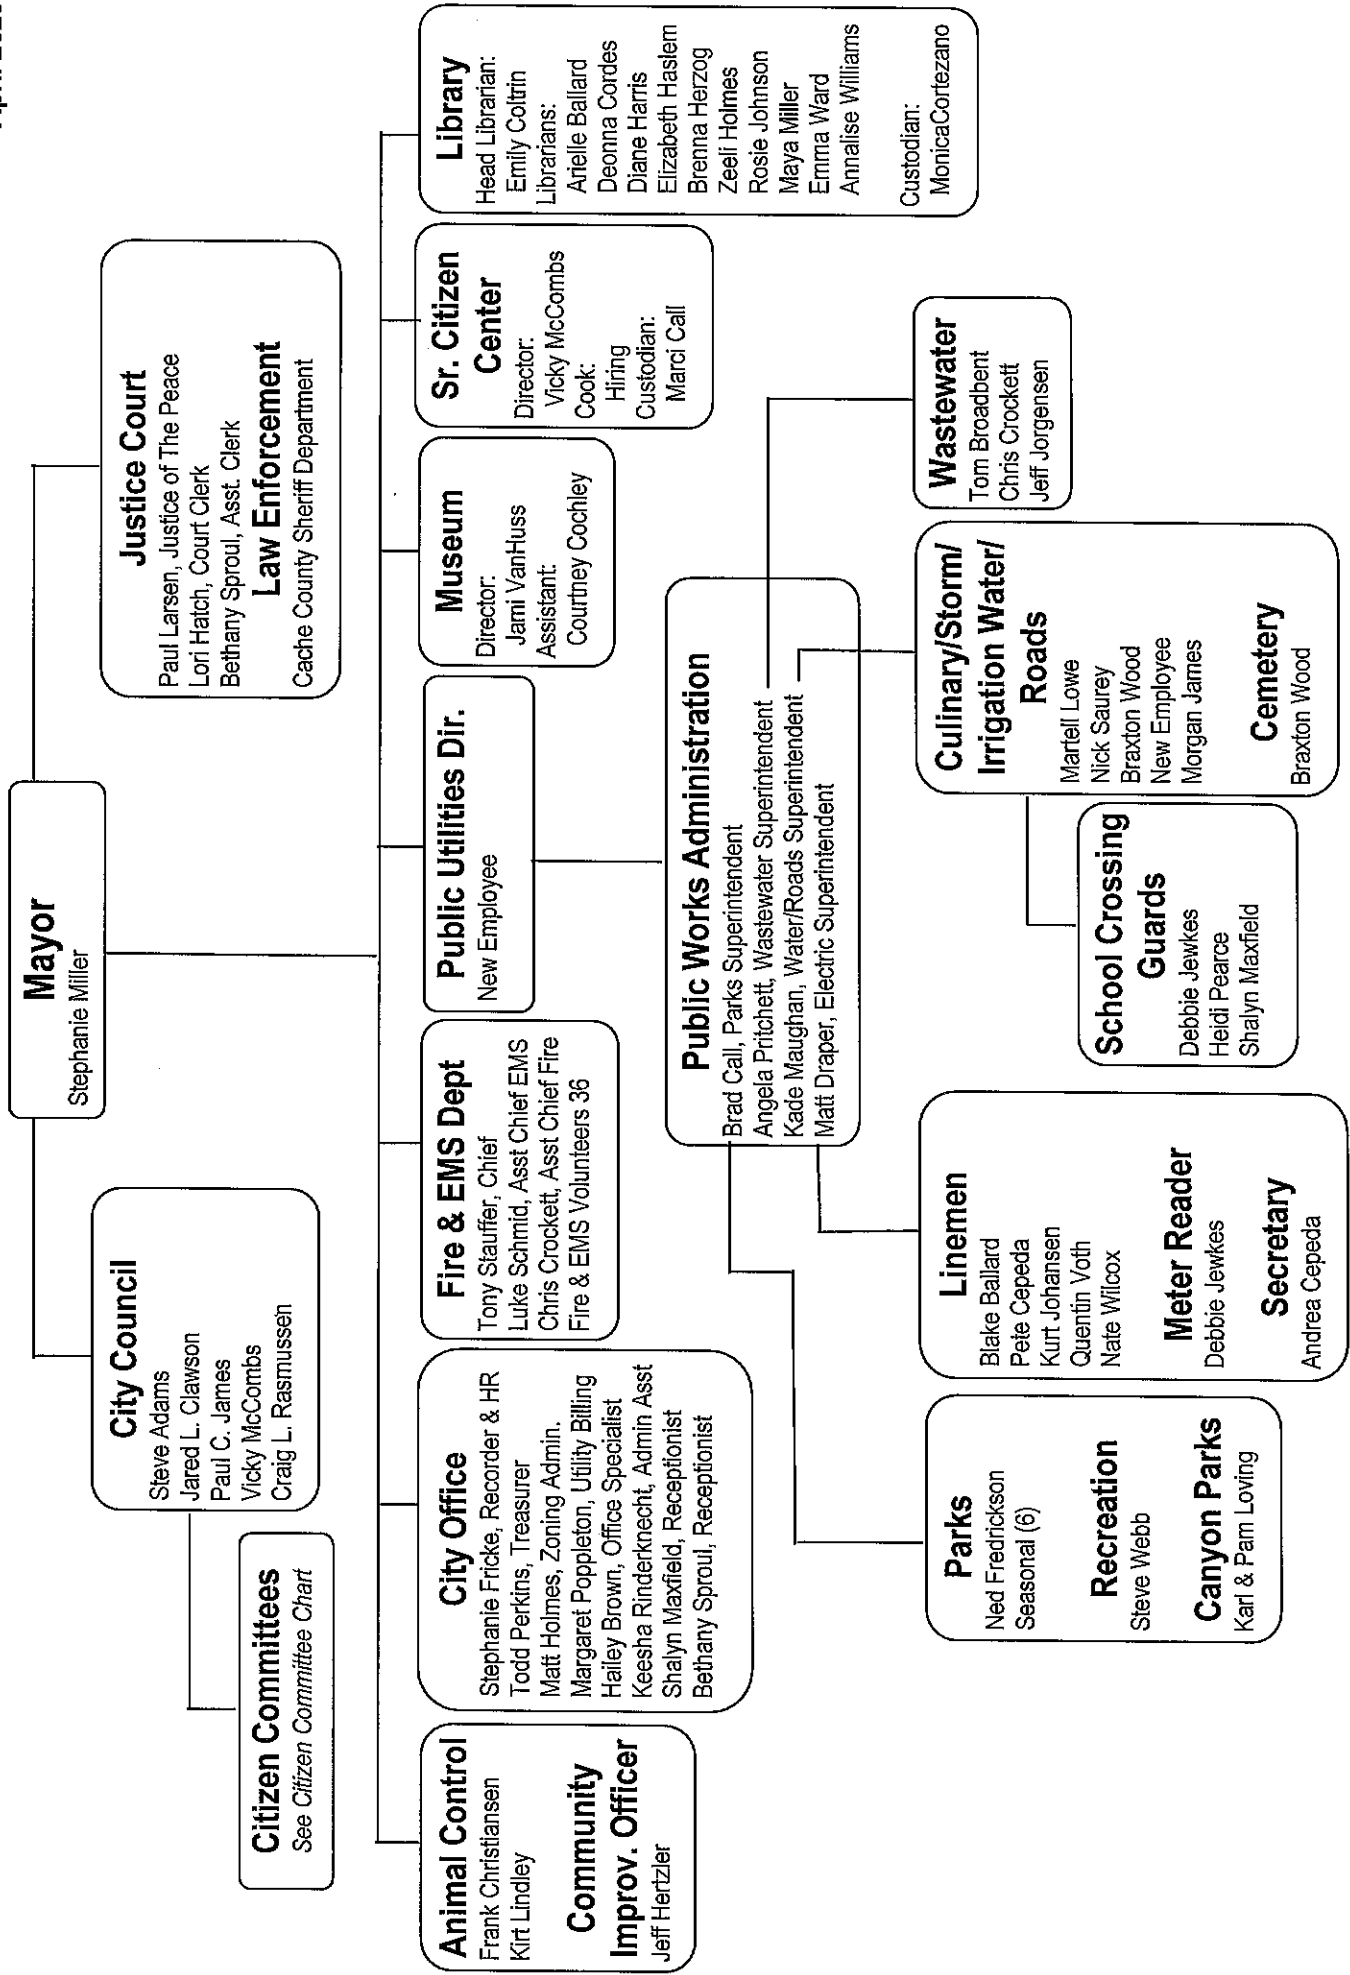 Mayor
Stephanie Miller
City Council
Steve Adams
Jared L. Clawson
Paul C. James
Vicky McCombs
Craig L. Rasmussen
Justice Court
Paul Larsen, Justice of The Peace
Lori Hatch, Court Clerk
Bethany Sproul, Asst. Clerk
Law Enforcement
Cache County Sheriff Department
Citizen Committees
See Citizen Committee Chart
Animal Control
Frank Christiansen
Kirt Lindley
Community
Improv. Officer
Jeff Hertzler
City Office
Stephanie Fricke, Recorder & HR
Todd Perkins, Treasurer
Matt Holmes, Zoning Admin.
Margaret Poppleton, Utility Billing
Hailey Brown, Office Specialist
Keesha Rinderknecht, Admin Asst
Shalyn Maxfield, Receptionist
Bethany Sproul, Receptionist
Fire & EMS Dept
Tony Stauffer, Chief
Luke Schmid, Asst Chief EMS
Chris Crockett, Asst Chief Fire
Fire & EMS Volunteers 36
Public Utilities Dir.
New Employee
Museum
Director:
Jami VanHuss
Assistant:
Courtney Cochley
Sr. Citizen
Center
Director:
Vicky McCombs
Cook:
Hiring
Custodian:
Marci Call
Library
Head Librarian:
Emily Coltrin
Librarians:
Arielle Ballard
Deonna Cordes
Diane Harris
Elizabeth Haslem
Brenna Herzog
Zeeli Holmes
Rosie Johnson
Maya Miller
Emma Ward
Annalise Williams
Custodian:
MonicaCortezano
Public Works Administration
Brad Call, Parks Superintendent
Angela Pritchett, Wastewater Superintendent
Kade Maughan, Water/Roads Superintendent
Matt Draper, Electric Superintendent
Parks
Ned Fredrickson
Seasonal (6)
Recreation
Steve Webb
Canyon Parks
Karl & Pam Loving
Linemen
Blake Ballard
Pete Cepeda
Kurt Johansen
Quentin Voth
Nate Wilcox
Meter Reader
Debbie Jewkes
Secretary
Andrea Cepeda
School Crossing
Guards
Debbie Jewkes
Heidi Pearce
Shalyn Maxfield
Culinary/Storm/
Irrigation Water/
Roads
Martell Lowe
Nick Saurey
Braxton Wood
New Employee
Morgan James
Cemetery
Braxton Wood
Wastewater
Tom Broadbent
Chris Crockett
Jeff Jorgensen